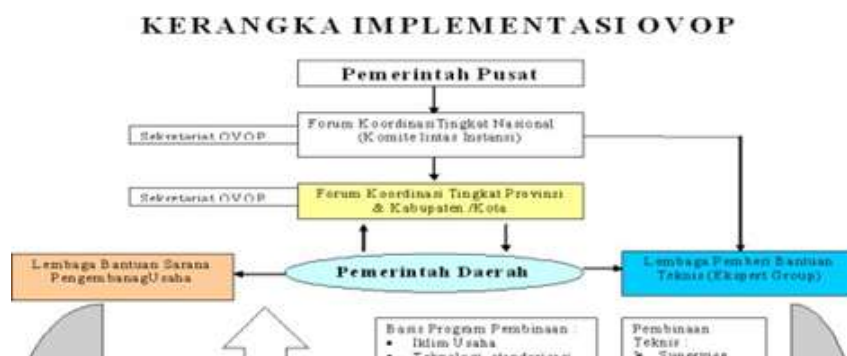 KERANGKA IMPLEMENTASI OVOP
Pemerintah Pusat
Forum Koordinasi Tingkat Nasional
(Komite lintas Instansi)
Sekretariat OVOP
Forum Koordinasi Tingkat Provinsi
& Kabupaten /Kota
Sekretariat OVOP
Lembaga Bantuan Sarana
PengembanagUsaha
Pemerintah Daerah
Lembaga Pemberi Bantuan
Teknis (Ekspert Group)
Basis Program Pembinaan :
• Iklim Usaha
Pembinaan
Teknis :